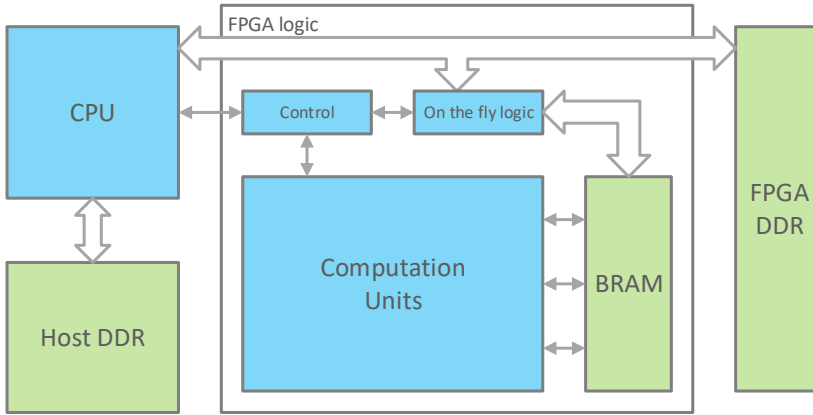 FPGA logic
CPU
Control
On the fly logic
FPGA
DDR
Computation
Units
BRAM
Host DDR